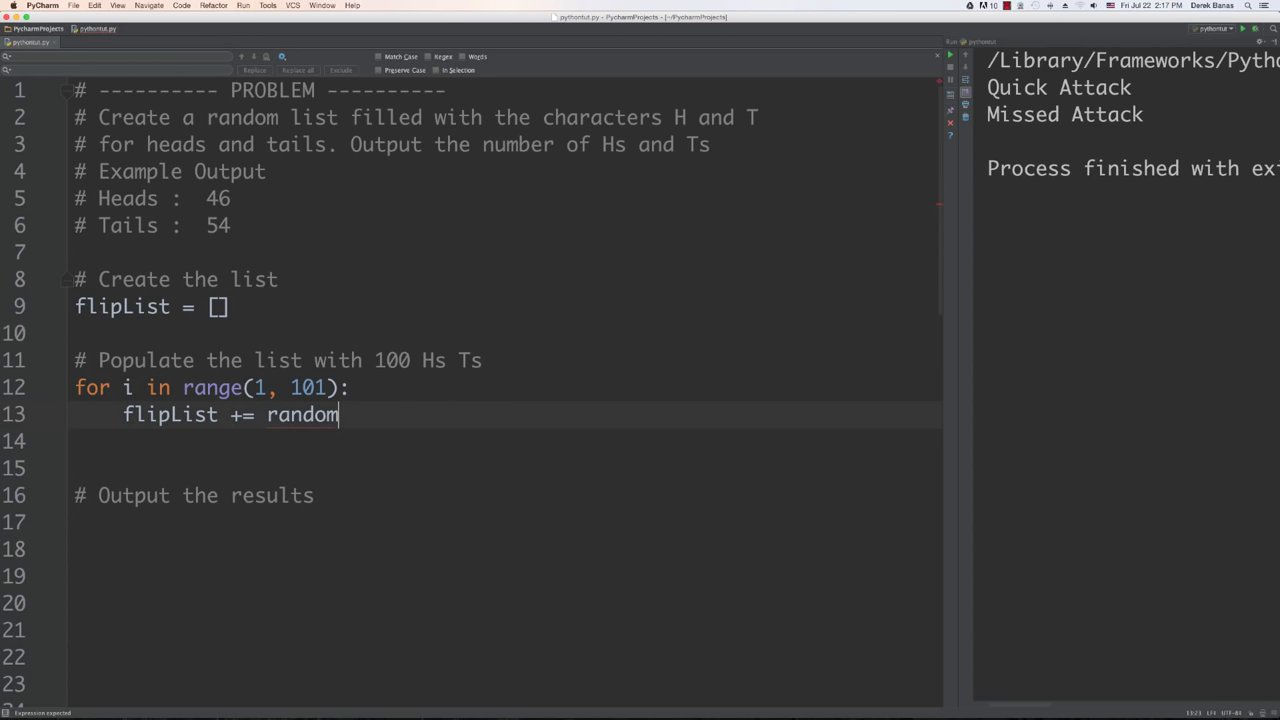 PyCharm File Edit View Navigate Code Refactor Run Tools VCS Window Help 10 Fri Jul 22 2:17 PM Derek Banas
pythontut.py - PycharmProjects - [~/PycharmProjects]
PycharmProjects pythontut.py pythontut
pythontut.py
Run pythontut
Match Case Regex Words
Replace Replace all Exclude Preserve Case In Selection
1 # ---------- PROBLEM ----------
2 # Create a random list filled with the characters H and T
3 # for heads and tails. Output the number of Hs and Ts
4 # Example Output
5 # Heads : 46
6 # Tails : 54
7
8 # Create the list
9 flipList = []
10
11 # Populate the list with 100 Hs Ts
12 for i in range(1, 101):
13 flipList += random
14
15
16 # Output the results
17
18
19
20
21
22
23
/Library/Frameworks/Pytho
Quick Attack
Missed Attack
Process finished with exi
Expression expected
13:23 LF÷ UTF-8÷